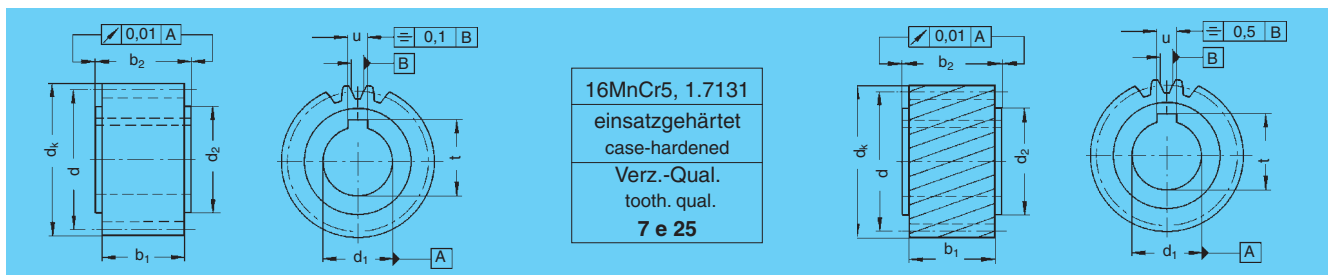 0,01 A
b2
dk
d
d2
b1
u
0,1 B
B
t
d1
A
16MnCr5, 1.7131
einsatzgehärtet
case-hardened
Verz.-Qual.
tooth. qual.
7 e 25
0,01 A
b2
dk
d
d2
b1
u
0,5 B
B
t
d1
A